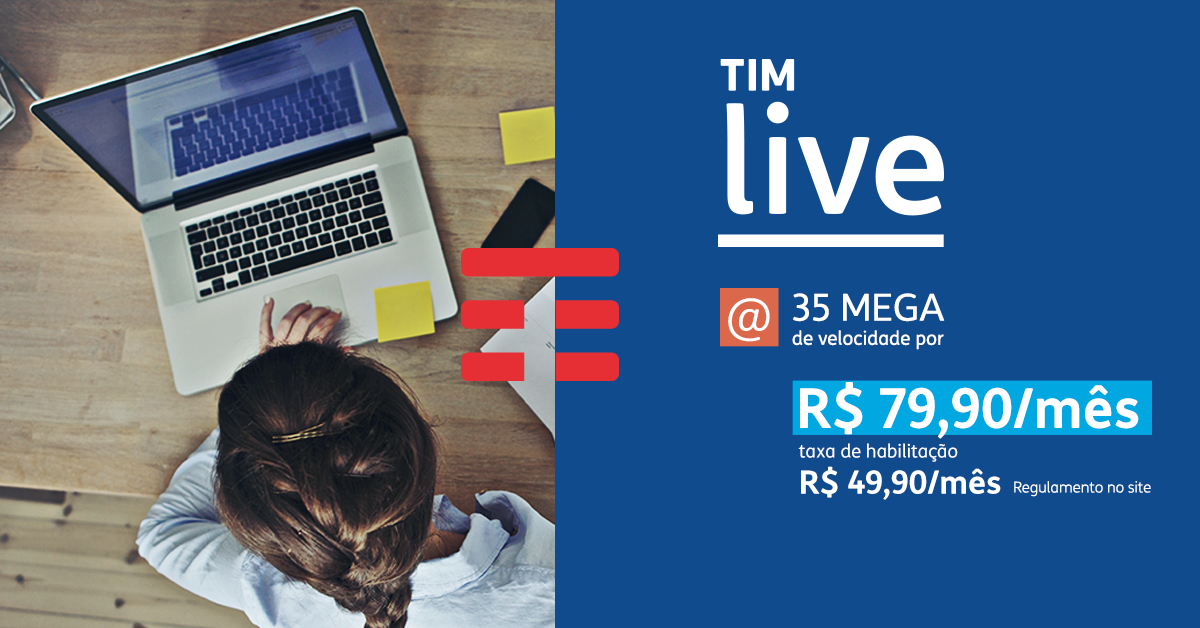 TIM
live
@ 35 MEGA
de velocidade por
R$ 79,90/mês
taxa de habilitação
R$ 49,90/mês Regulamento no site